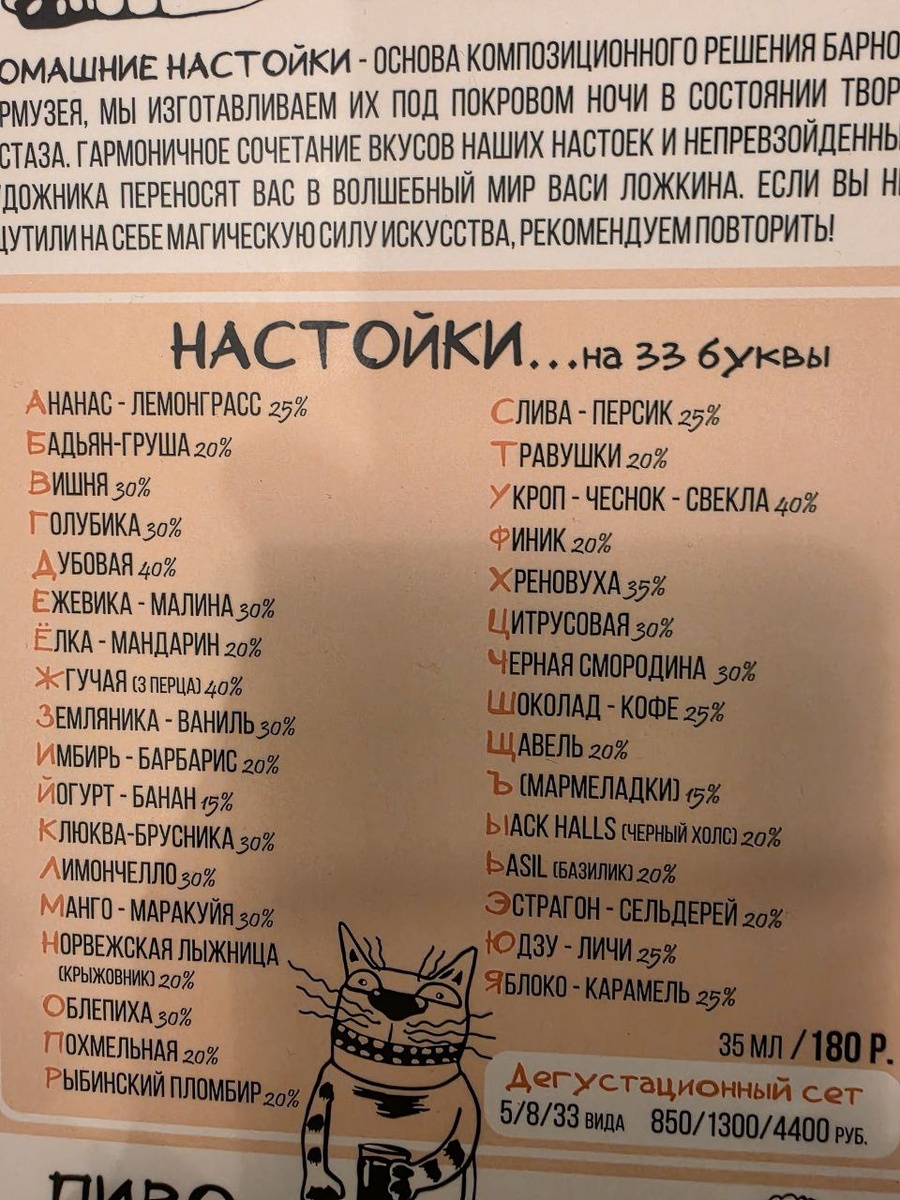 ОМАШНИЕ НАСТОЙКИ - ОСНОВА КОМПОЗИЦИОННОГО РЕШЕНИЯ БАРНО
РМУЗЕЯ, МЫ ИЗГОТАВЛИВАЕМ ИХ ПОД ПОКРОВОМ НОЧИ В СОСТОЯНИИ ТВОР
СТАЗА. ГАРМОНИЧНОЕ СОЧЕТАНИЕ ВКУСОВ НАШИХ НАСТОЕК И НЕПРЕВЗОЙДЕННЫ
УДОЖНИКА ПЕРЕНОСЯТ ВАС В ВОЛШЕБНЫЙ МИР ВАСИ ЛОЖКИНА. ЕСЛИ ВЫ Н
ЩУТИЛИ НА СЕБЕ МАГИЧЕСКУЮ СИЛУ ИСКУССТВА, РЕКОМЕНДУЕМ ПОВТОРИТЬ!
НАСТОЙКИ...на 33 буквы
АНАНАС - ЛЕМОНГРАСС 25%
БАДЬЯН-ГРУША 20%
ВИШНЯ 30%
ГОЛУБИКА 30%
ДУБОВАЯ 40%
ЕЖЕВИКА - МАЛИНА 30%
ЁЛКА - МАНДАРИН 20%
ЖГУЧАЯ (3 ПЕРЦА) 40%
ЗЕМЛЯНИКА - ВАНИЛЬ 30%
ИМБИРЬ - БАРБАРИС 20%
ЙОГУРТ - БАНАН 15%
КЛЮКВА-БРУСНИКА 30%
ЛИМОНЧЕЛЛО 30%
МАНГО - МАРАКУЙЯ 30%
НОРВЕЖСКАЯ ЛЫЖНИЦА
(КРЫЖОВНИК) 20%
ОБЛЕПИХА 30%
ПОХМЕЛЬНАЯ 20%
РЫБИНСКИЙ ПЛОМБИР 20%
СЛИВА - ПЕРСИК 25%
ТРАВУШКИ 20%
УКРОП - ЧЕСНОК - СВЕКЛА 40%
ФИНИК 20%
ХРЕНОВУХА 35%
ЦИТРУСОВАЯ 30%
ЧЕРНАЯ СМОРОДИНА 30%
ШОКОЛАД - КОФЕ 25%
ЩАВЕЛЬ 20%
Ъ (МАРМЕЛАДКИ) 15%
ЫACK HALLS (ЧЕРНЫЙ ХОЛС) 20%
ЬASIL (БАЗИЛИК) 20%
ЭСТРАГОН - СЕЛЬДЕРЕЙ 20%
ЮДЗУ - ЛИЧИ 25%
ЯБЛОКО - КАРАМЕЛЬ 25%
35 МЛ / 180 Р.
Дегустационный сет
5/8/33 ВИДА 850/1300/4400 РУБ.
ПИВО